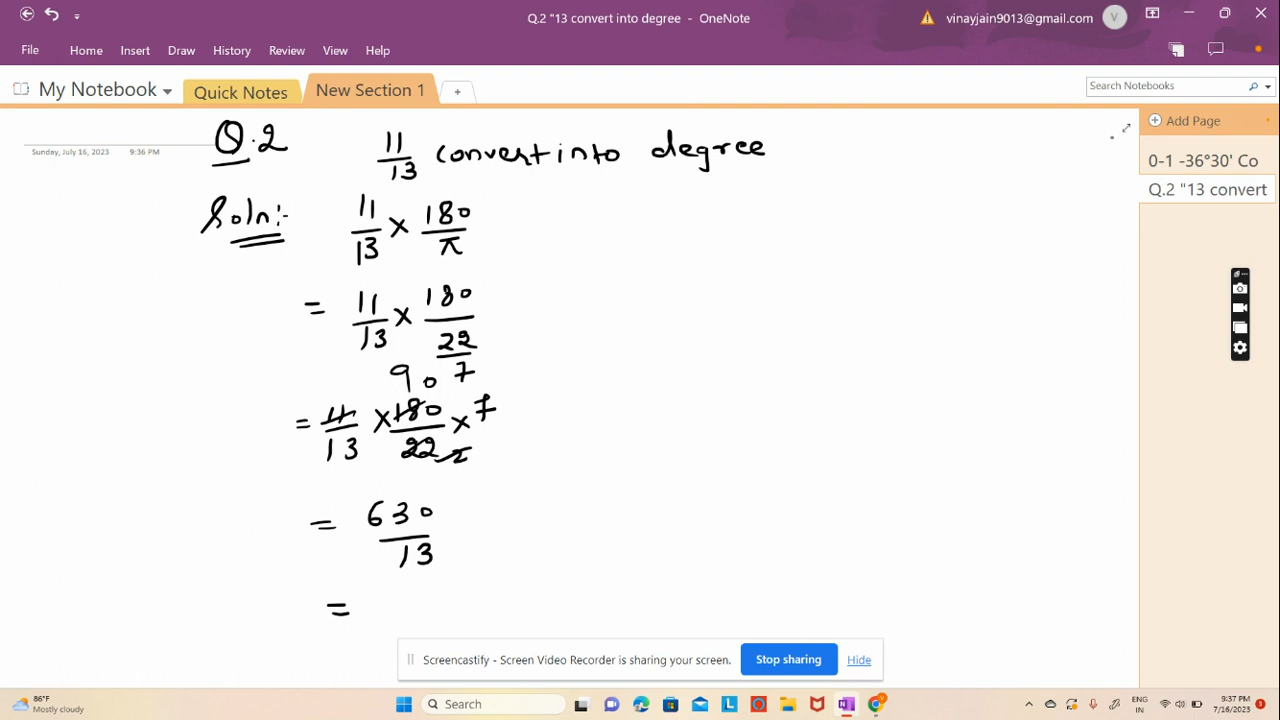 Q.2 "13 convert into degree - OneNote
vinayjain9013@gmail.com V
File Home Insert Draw History Review View Help
My Notebook Quick Notes New Section 1 +
Search Notebooks
Add Page
0-1 -36°30' Co
Q.2 "13 convert
Sunday, July 16, 2023 9:36 PM
Q.2 11/13 convert into degree
Soln:- 11/13 × 180/π
= 11/13 × 180/(22/7)
90
= 11/13 × 180/22 × 7
2
= 630/13
=
Screencastify - Screen Video Recorder is sharing your screen. Stop sharing Hide
86°F
Mostly cloudy
Search
ENG
IN
9:37 PM
7/16/2023